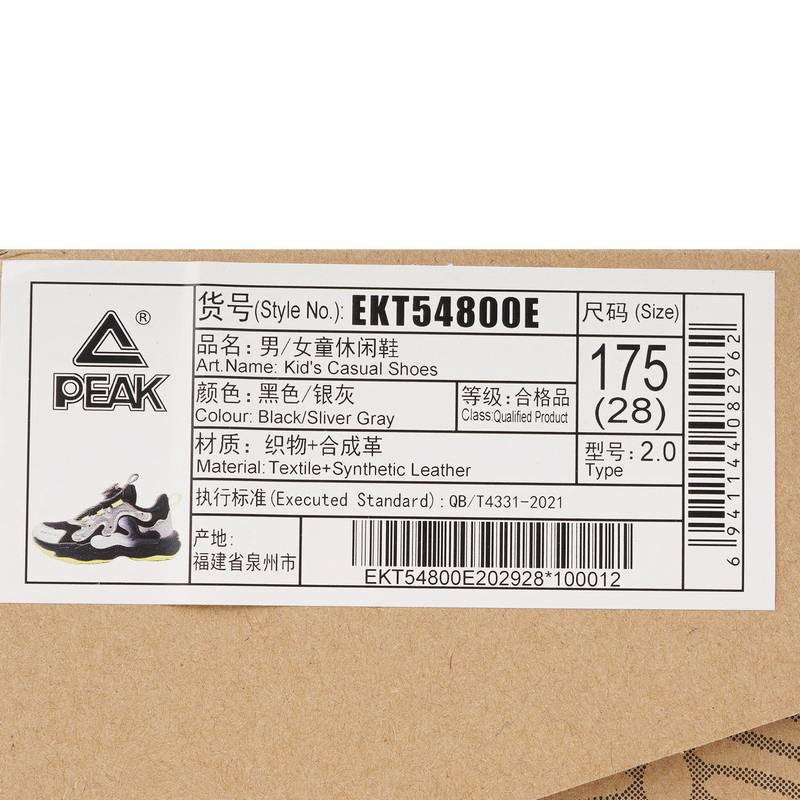 PEAK®
货号(Style No.): EKT54800E
尺码 (Size)
品名: 男/女童休闲鞋
Art.Name: Kid's Casual Shoes
175
(28)
颜色: 黑色/银灰
Colour: Black/Sliver Gray
等级: 合格品
Class:Qualified Product
材质: 织物+合成革
Material: Textile+Synthetic Leather
型号: 2.0
Type
执行标准(Executed Standard): QB/T4331-2021
产地:
福建省泉州市
EKT54800E202928*100012
6941144082962